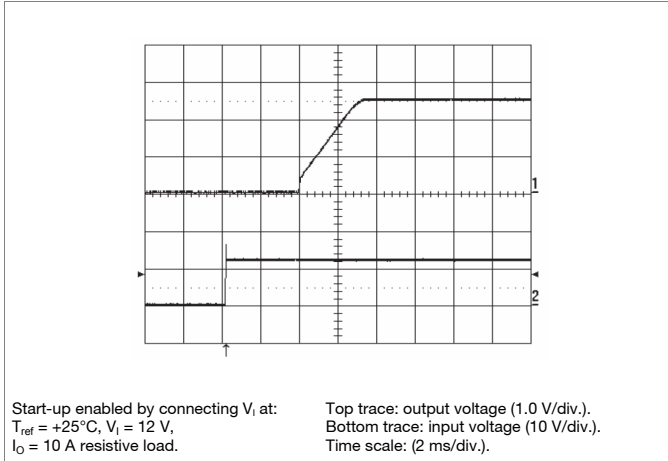 1
2
Start-up enabled by connecting V_I at:
T_ref = +25°C, V_I = 12 V,
I_O = 10 A resistive load.
Top trace: output voltage (1.0 V/div.).
Bottom trace: input voltage (10 V/div.).
Time scale: (2 ms/div.).